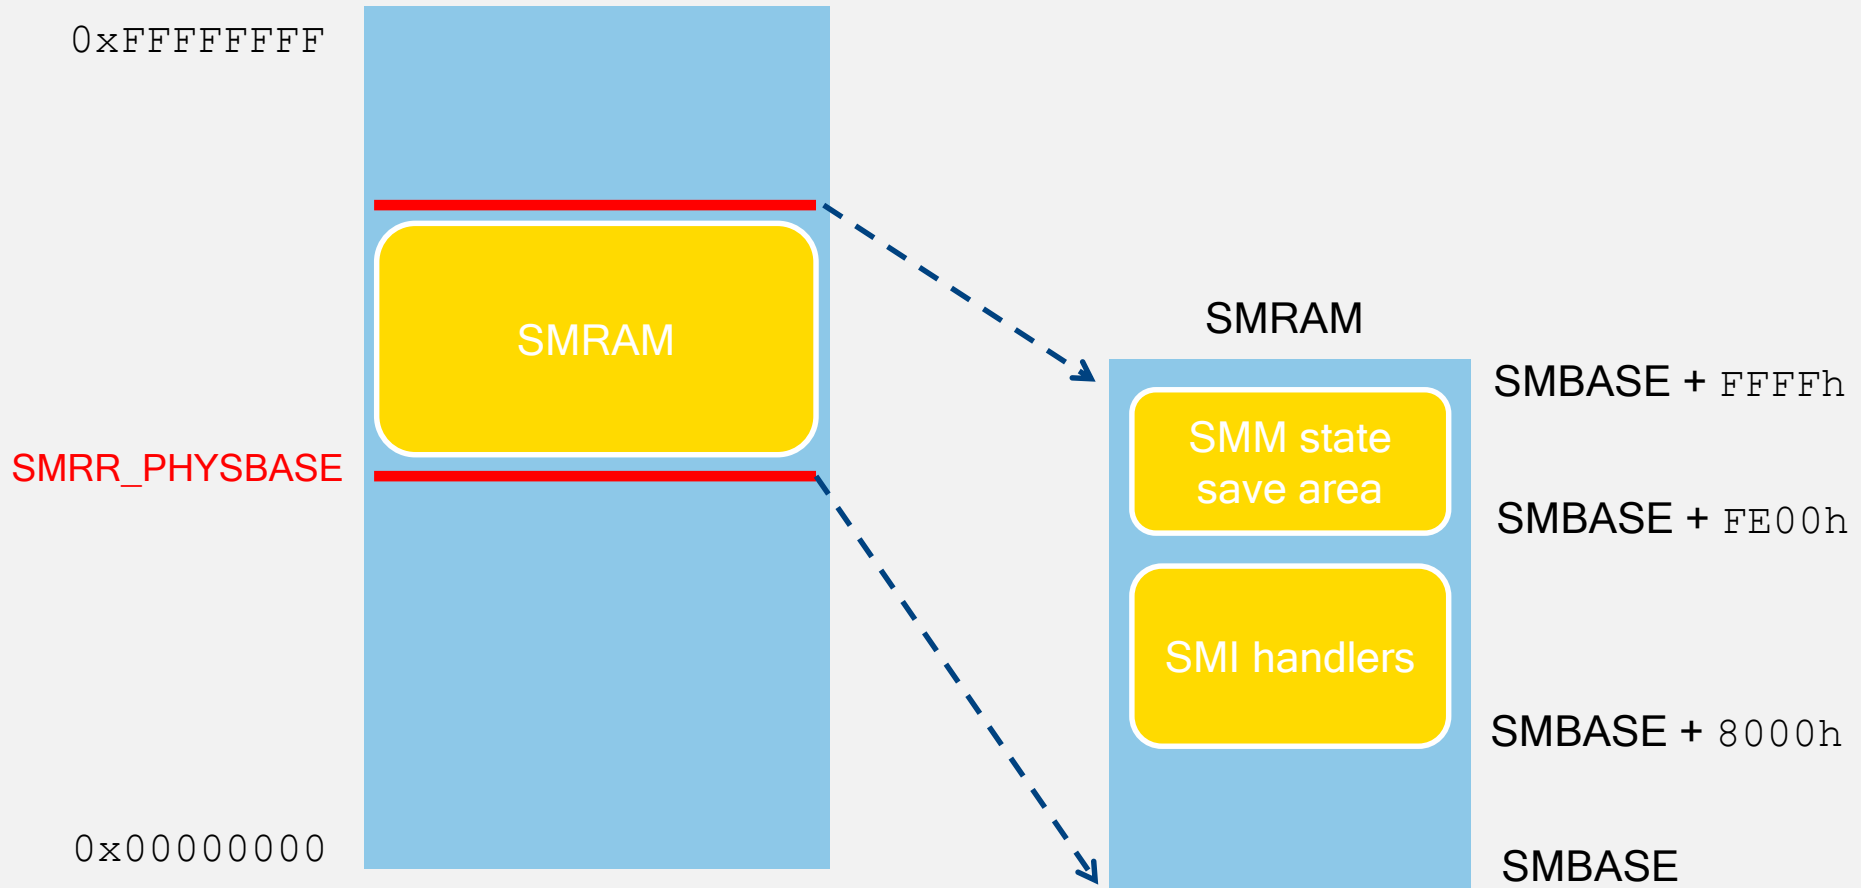 0xFFFFFFFF
SMRAM
SMRR_PHYSBASE
0x00000000
SMRAM
SMBASE + FFFFh
SMM state
save area
SMBASE + FE00h
SMI handlers
SMBASE + 8000h
SMBASE